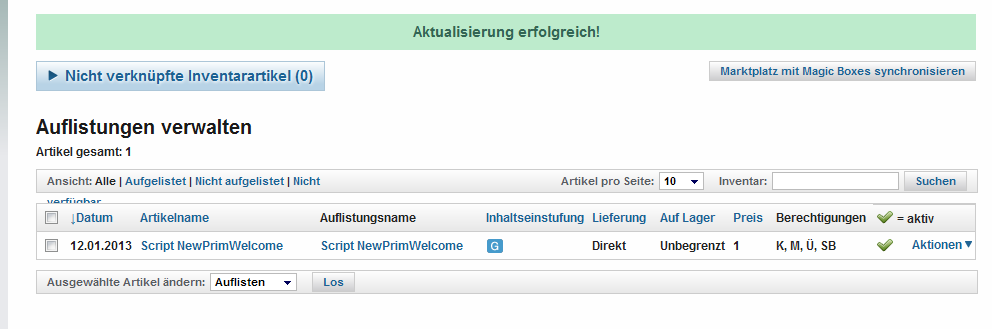 Aktualisierung erfolgreich!
Nicht verknüpfte Inventarartikel (0)
Marktplatz mit Magic Boxes synchronisieren
Auflistungen verwalten
Artikel gesamt: 1
Ansicht: Alle | Aufgelistet | Nicht aufgelistet | Nicht Artikel pro Seite: 10 Inventar: Suchen
verfügbar
↓Datum Artikelname Auflistungsname Inhaltseinstufung Lieferung Auf Lager Preis Berechtigungen = aktiv
12.01.2013 Script NewPrimWelcome Script NewPrimWelcome G Direkt Unbegrenzt 1 K, M, Ü, SB Aktionen
Ausgewählte Artikel ändern: Auflisten Los